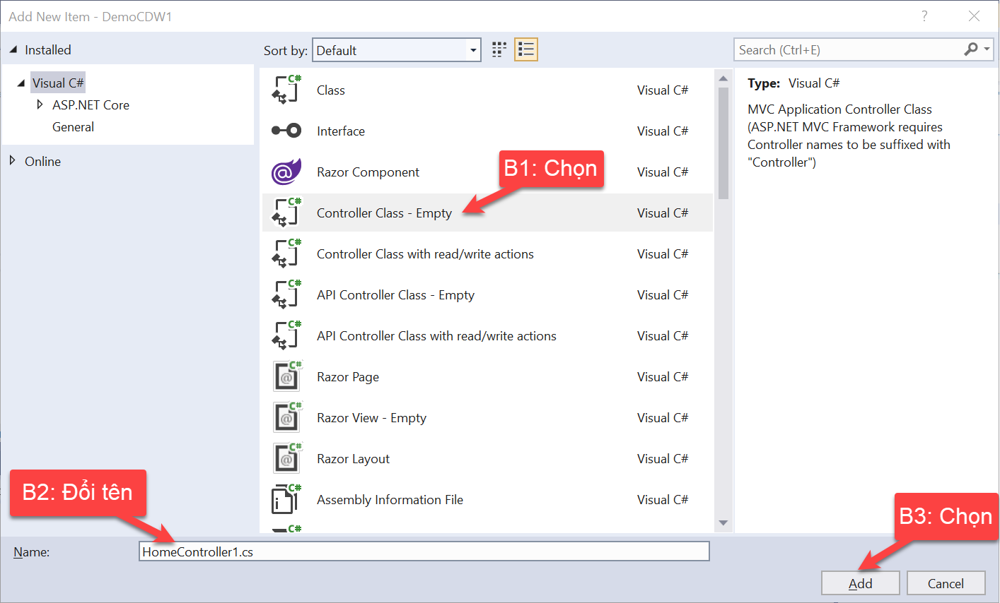 Add New Item - DemoCDW1
?
Installed
Sort by: Default
Search (Ctrl+E)
Visual C#
ASP.NET Core
General
Online
Class Visual C#
Interface Visual C#
Razor Component Visual C#
Controller Class - Empty Visual C#
Controller Class with read/write actions Visual C#
API Controller Class - Empty Visual C#
API Controller Class with read/write actions Visual C#
Razor Page Visual C#
Razor View - Empty Visual C#
Razor Layout Visual C#
Assembly Information File Visual C#
Type: Visual C#
MVC Application Controller Class
(ASP.NET MVC Framework requires
Controller names to be suffixed with
"Controller")
B1: Chọn
B2: Đổi tên
B3: Chọn
Name: HomeController1.cs
Add Cancel